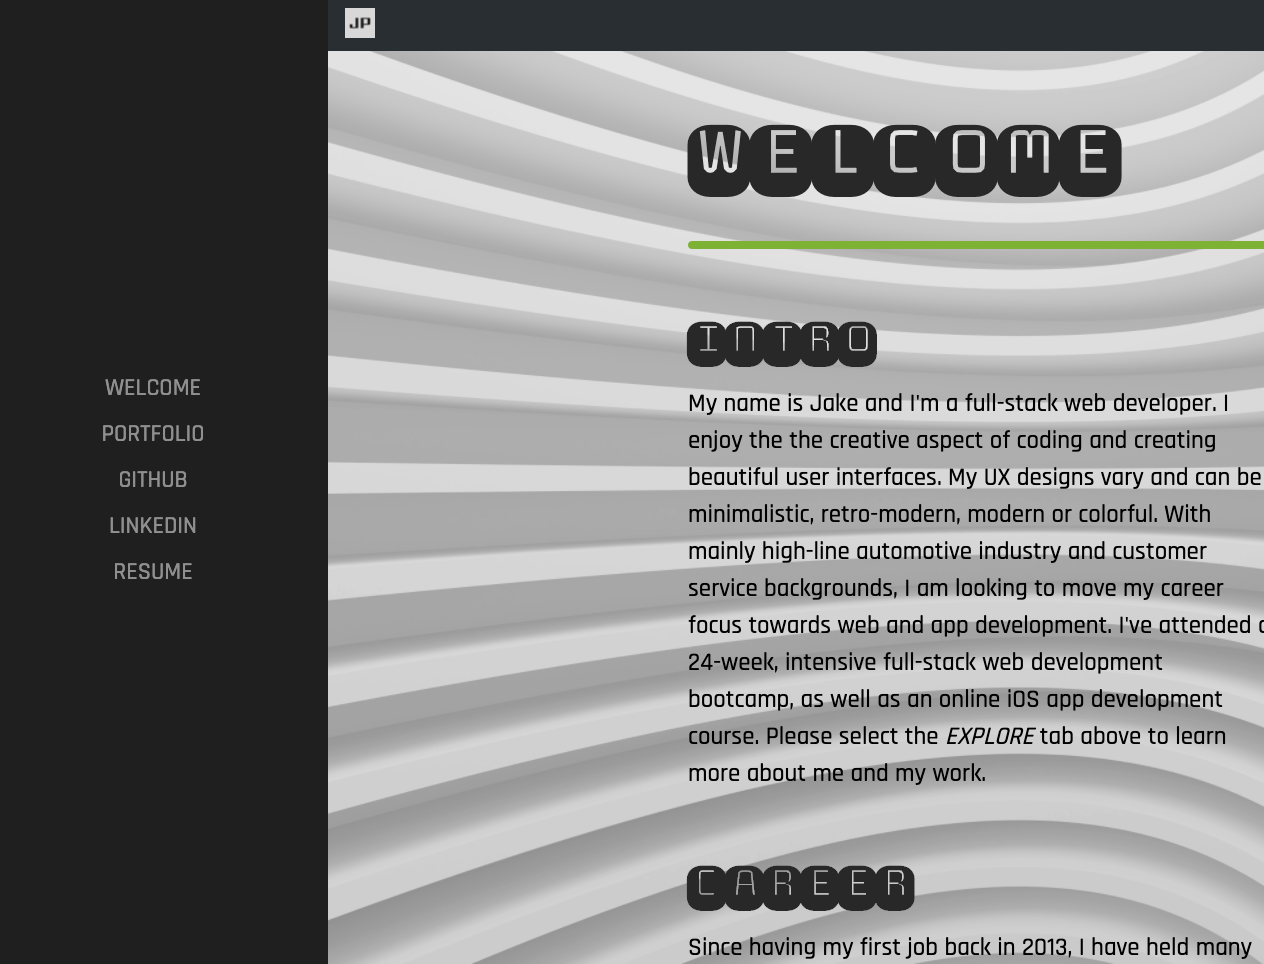 JP
WELCOME
PORTFOLIO
GITHUB
LINKEDIN
RESUME
WELCOME
INTRO
My name is Jake and I'm a full-stack web developer. I
enjoy the the creative aspect of coding and creating
beautiful user interfaces. My UX designs vary and can be
minimalistic, retro-modern, modern or colorful. With
mainly high-line automotive industry and customer
service backgrounds, I am looking to move my career
focus towards web and app development. I've attended
24-week, intensive full-stack web development
bootcamp, as well as an online iOS app development
course. Please select the EXPLORE tab above to learn
more about me and my work.
CAREER
Since having my first job back in 2013, I have held many